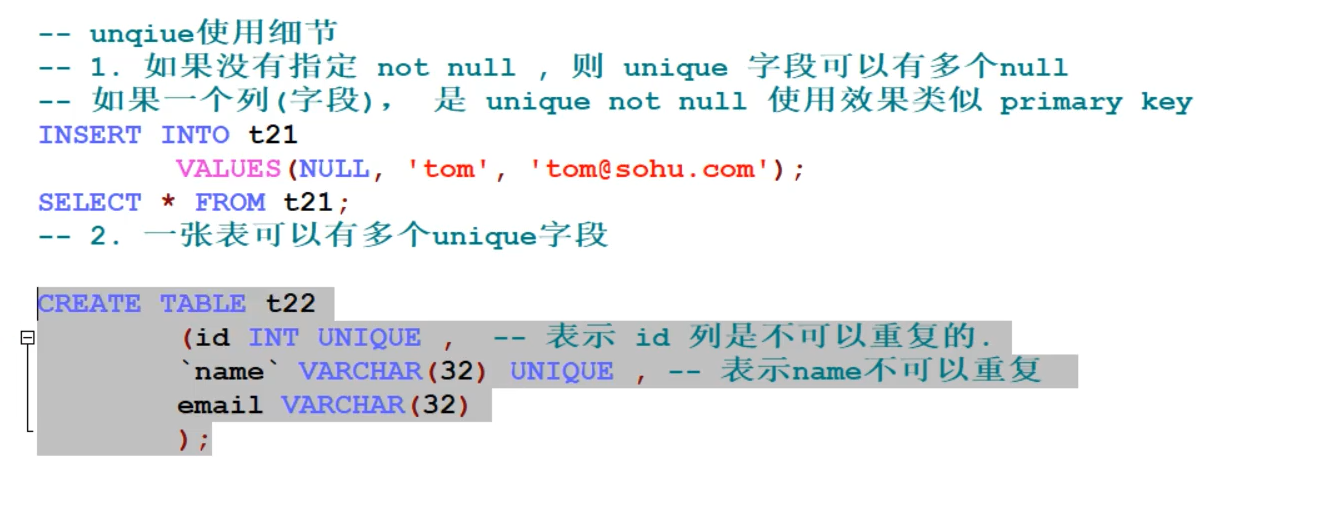 -- unqiue使用细节
-- 1. 如果没有指定 not null , 则 unique 字段可以有多个null
-- 如果一个列(字段)， 是 unique not null 使用效果类似 primary key
INSERT INTO t21
VALUES(NULL, 'tom', 'tom@sohu.com');
SELECT * FROM t21;
-- 2. 一张表可以有多个unique字段
CREATE TABLE t22
(id INT UNIQUE , -- 表示 id 列是不可以重复的.
`name` VARCHAR(32) UNIQUE , -- 表示name不可以重复
email VARCHAR(32)
);